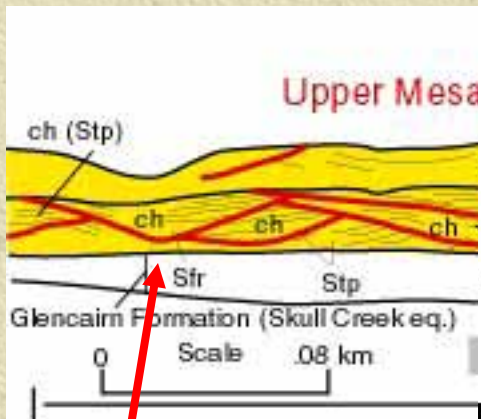 Upper Mesa
ch (Stp)
ch
ch
ch
Sfr
Stp
Glencairn Formation (Skull Creek eq.)
0 Scale .08 km